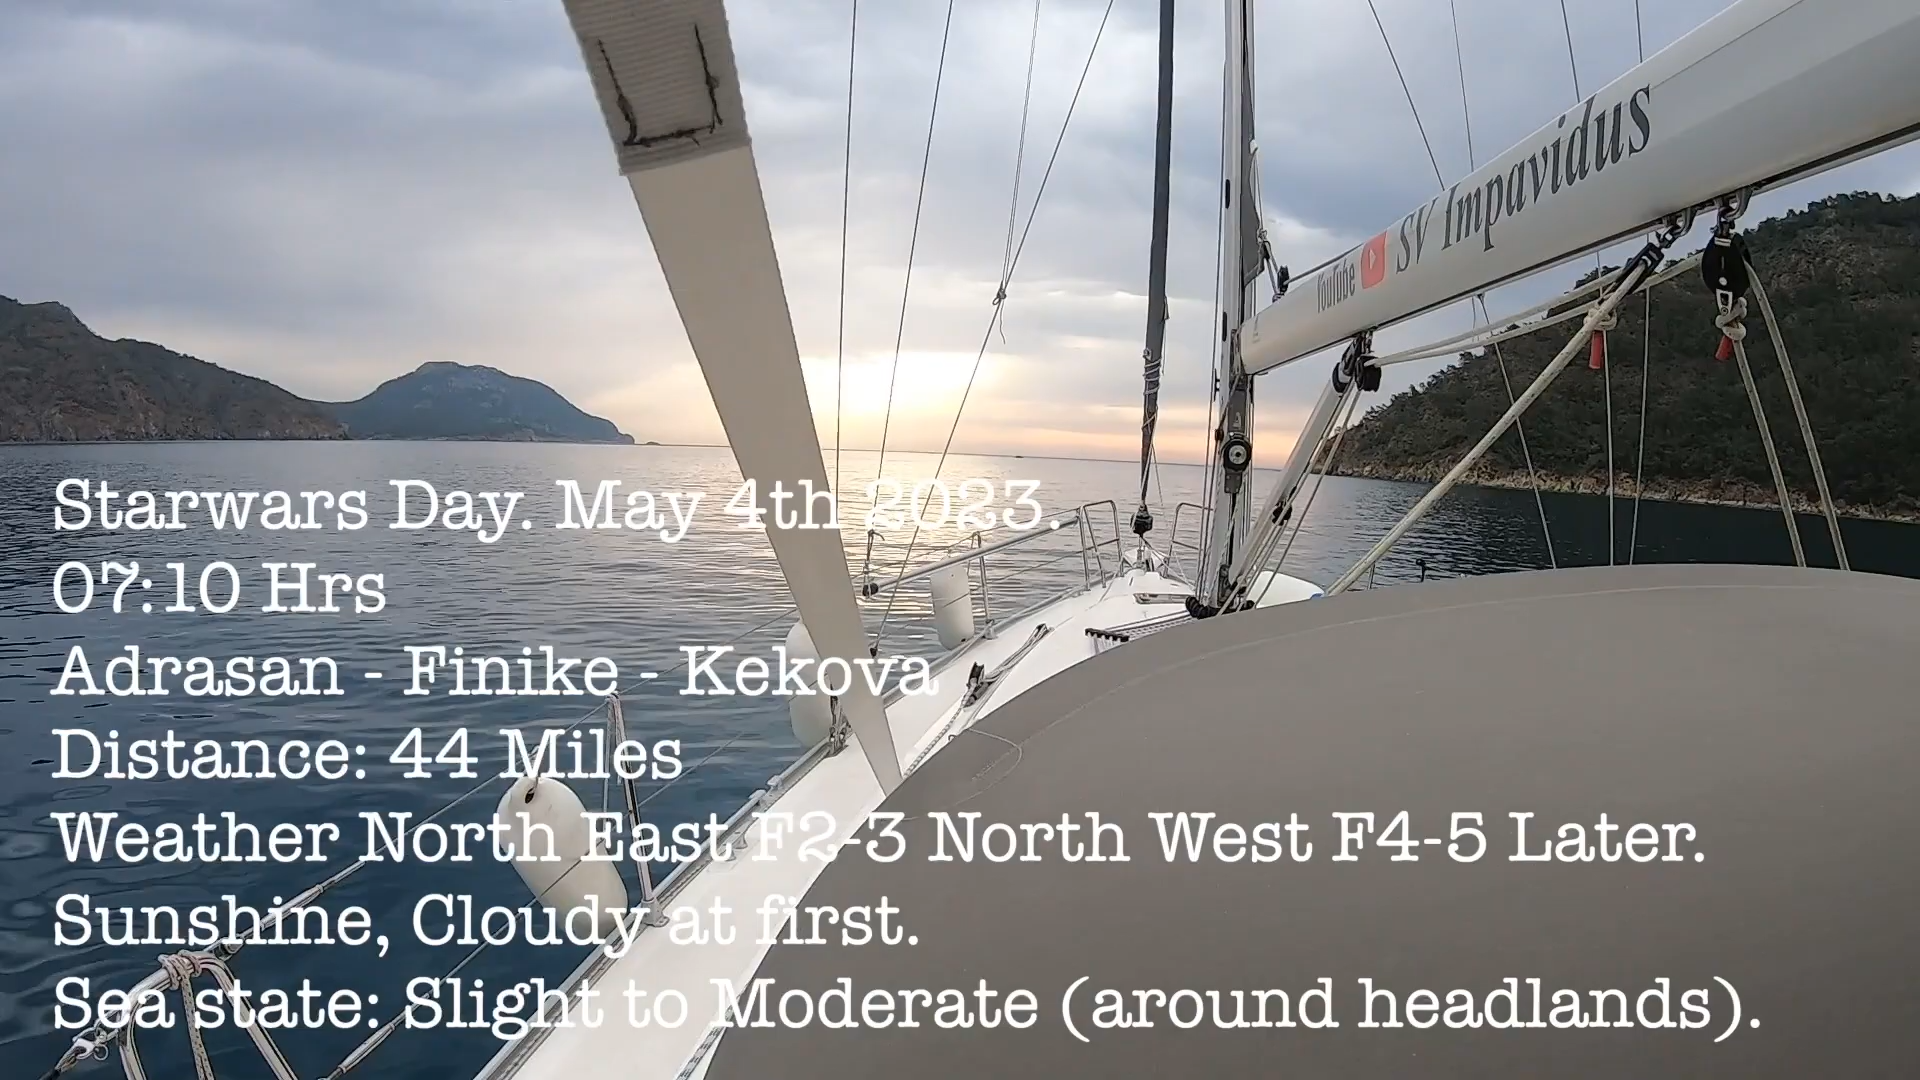 YouTube SV Impavidus
Starwars Day. May 4th 2023.
07:10 Hrs
Adrasan - Finike - Kekova
Distance: 44 Miles
Weather North East F2-3 North West F4-5 Later.
Sunshine, Cloudy at first.
Sea state: Slight to Moderate (around headlands).